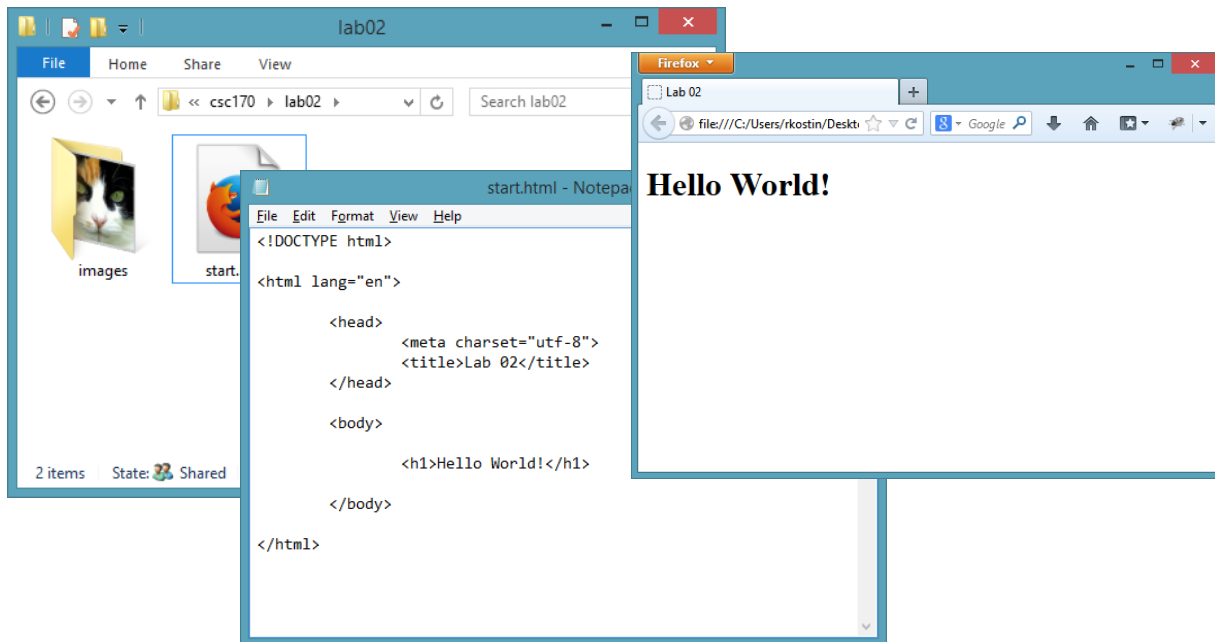 lab02
File Home Share View
« csc170 lab02
Search lab02
images
start.
2 items State: Shared
start.html - Notepa
File Edit Format View Help
<!DOCTYPE html>
<html lang="en">
<head>
<meta charset="utf-8">
<title>Lab 02</title>
</head>
<body>
<h1>Hello World!</h1>
</body>
</html>
Firefox
Lab 02
file:///C:/Users/rkostin/Deskt
8 Google
Hello World!